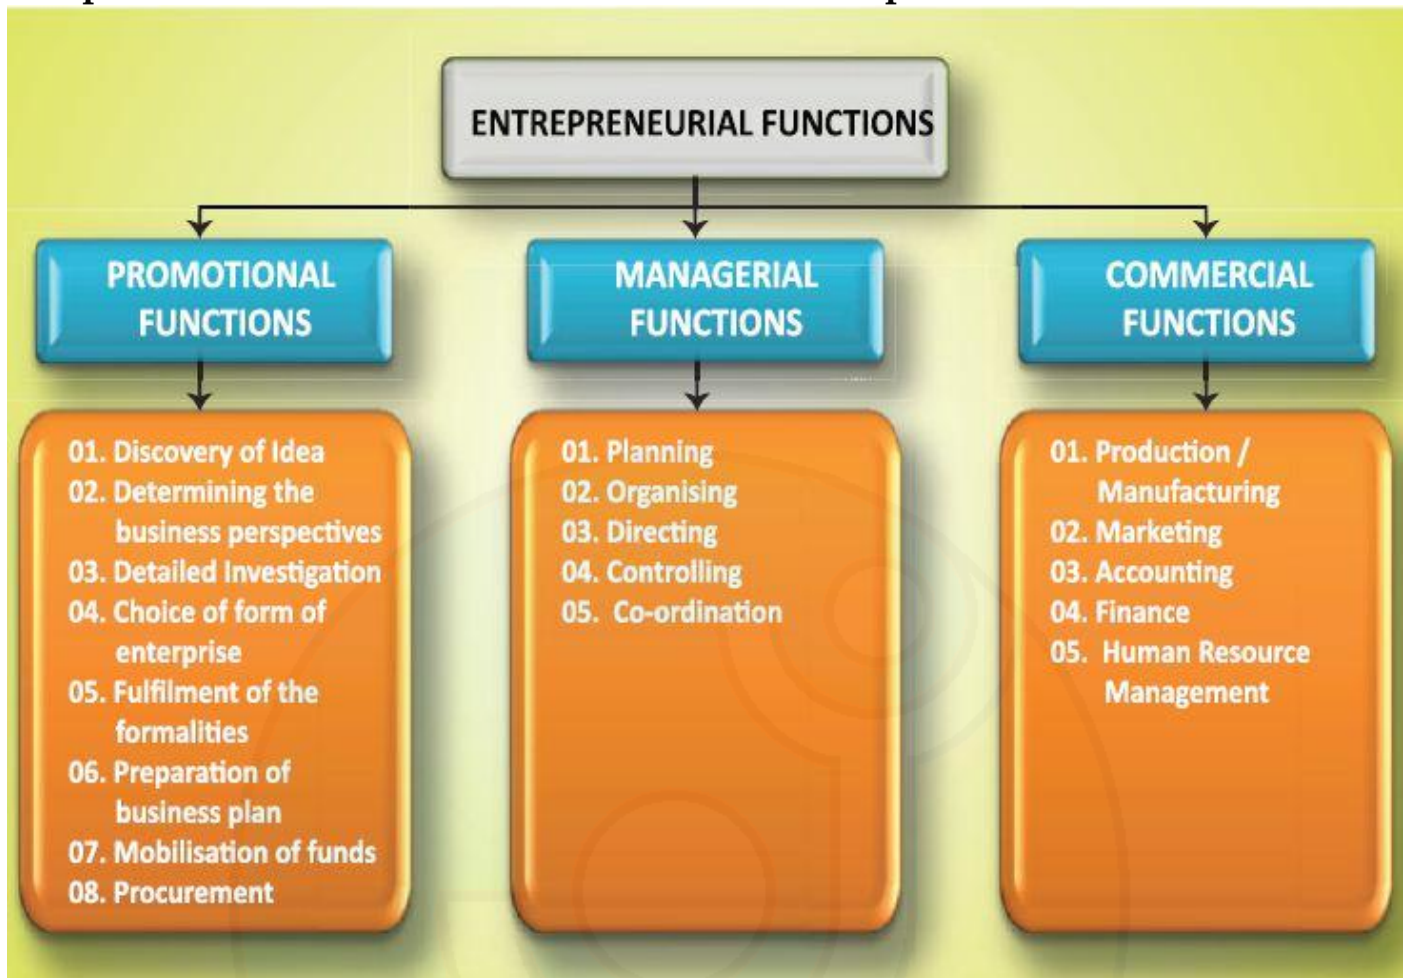 ENTREPRENEURIAL FUNCTIONS
PROMOTIONAL
FUNCTIONS
01. Discovery of Idea
02. Determining the
business perspectives
03. Detailed Investigation
04. Choice of form of
enterprise
05. Fulfilment of the
formalities
06. Preparation of
business plan
07. Mobilisation of funds
08. Procurement
MANAGERIAL
FUNCTIONS
01. Planning
02. Organising
03. Directing
04. Controlling
05. Co-ordination
COMMERCIAL
FUNCTIONS
01. Production /
Manufacturing
02. Marketing
03. Accounting
04. Finance
05. Human Resource
Management